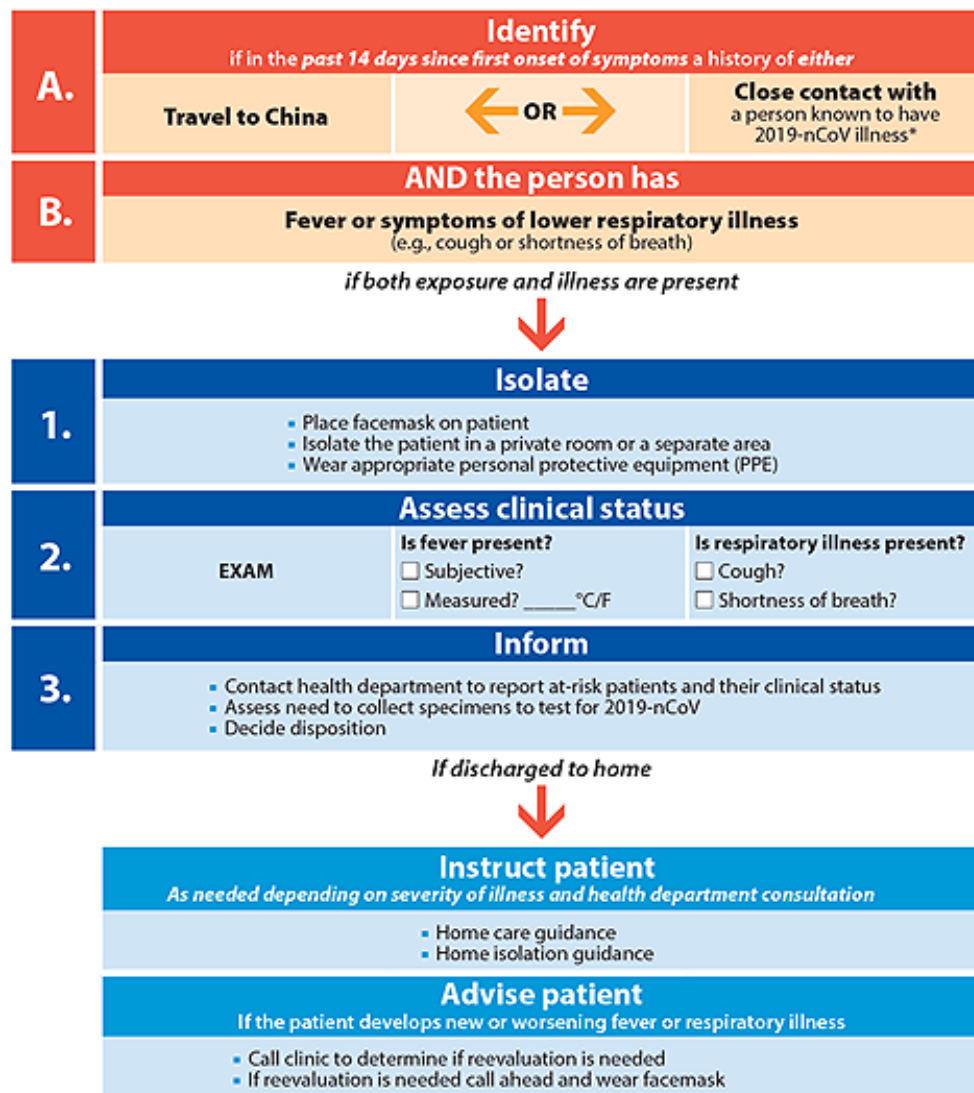 A.
Identify
if in the past 14 days since first onset of symptoms a history of either
Travel to China
OR
Close contact with
a person known to have
2019-nCoV illness*
B.
AND the person has
Fever or symptoms of lower respiratory illness
(e.g., cough or shortness of breath)
if both exposure and illness are present
1.
Isolate
▪ Place facemask on patient
▪ Isolate the patient in a private room or a separate area
▪ Wear appropriate personal protective equipment (PPE)
2.
Assess clinical status
EXAM
Is fever present?
☐ Subjective?
☐ Measured? _____°C/F
Is respiratory illness present?
☐ Cough?
☐ Shortness of breath?
3.
Inform
▪ Contact health department to report at-risk patients and their clinical status
▪ Assess need to collect specimens to test for 2019-nCoV
▪ Decide disposition
If discharged to home
Instruct patient
As needed depending on severity of illness and health department consultation
▪ Home care guidance
▪ Home isolation guidance
Advise patient
If the patient develops new or worsening fever or respiratory illness
▪ Call clinic to determine if reevaluation is needed
▪ If reevaluation is needed call ahead and wear facemask